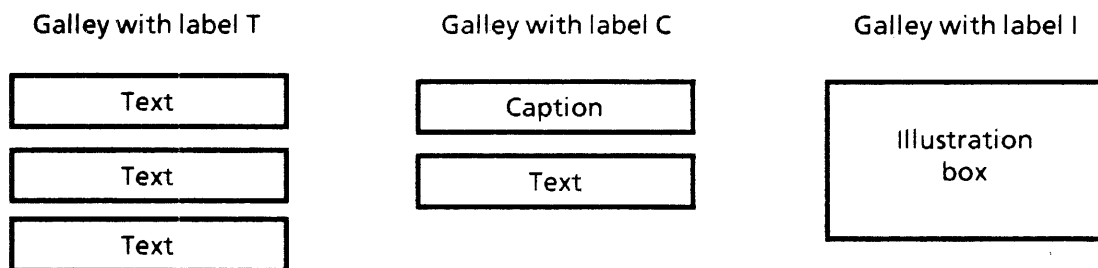 Galley with label T
Galley with label C
Galley with label I
Text
Text
Text
Caption
Text
Illustration
box